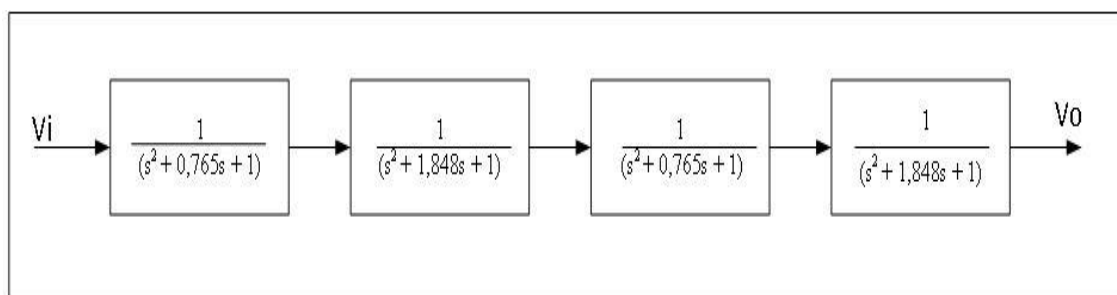 Vi
1
(s² + 0,765s + 1)
1
(s² + 1,848s + 1)
1
(s² + 0,765s + 1)
1
(s² + 1,848s + 1)
Vo